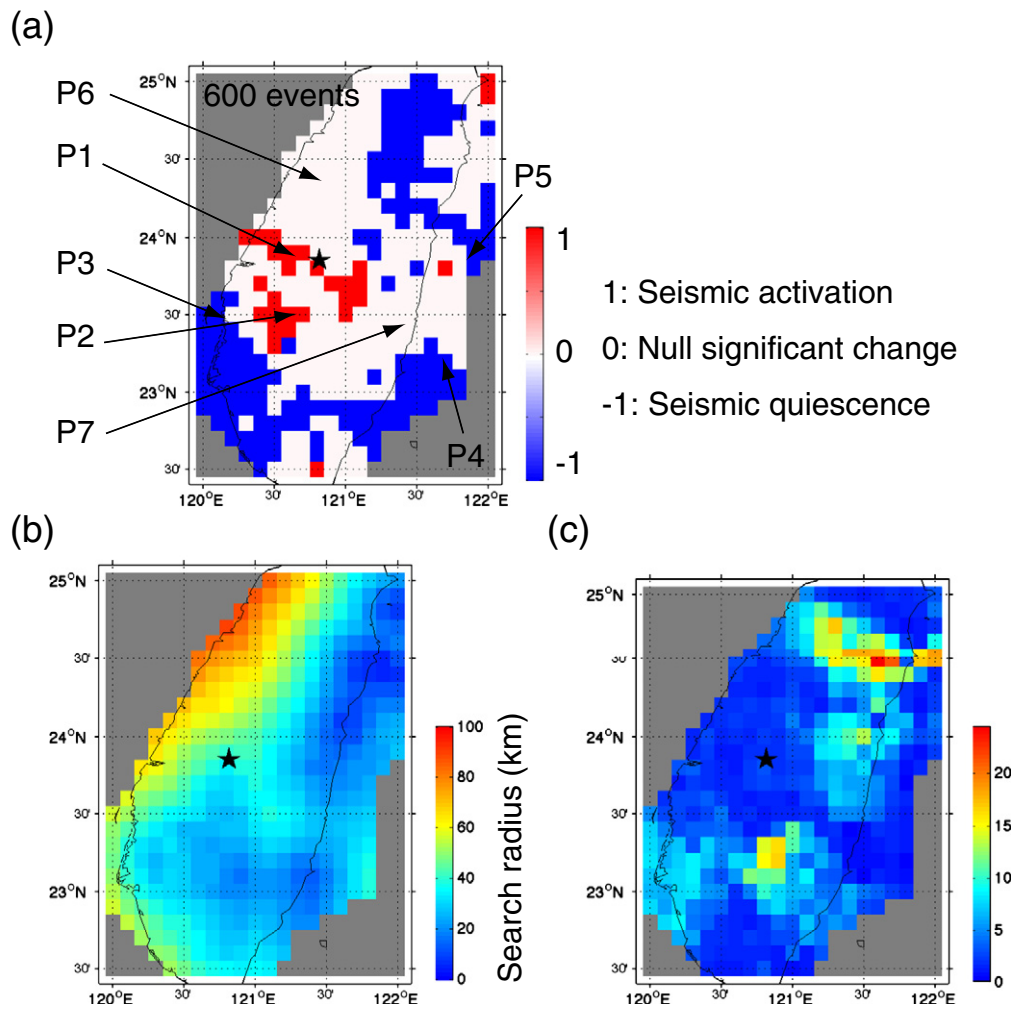 (a)
P6
P1
P3
P2
P7
P5
P4
600 events
25°N
30'
24°N
30'
23°N
30'
120°E
30'
121°E
30'
122°E
1
0
-1
1: Seismic activation
0: Null significant change
-1: Seismic quiescence
(b)
25°N
30'
24°N
30'
23°N
30'
120°E
30'
121°E
30'
122°E
100
80
60
40
20
0
Search radius (km)
(c)
25°N
30'
24°N
30'
23°N
30'
120°E
30'
121°E
30'
122°E
20
15
10
5
0